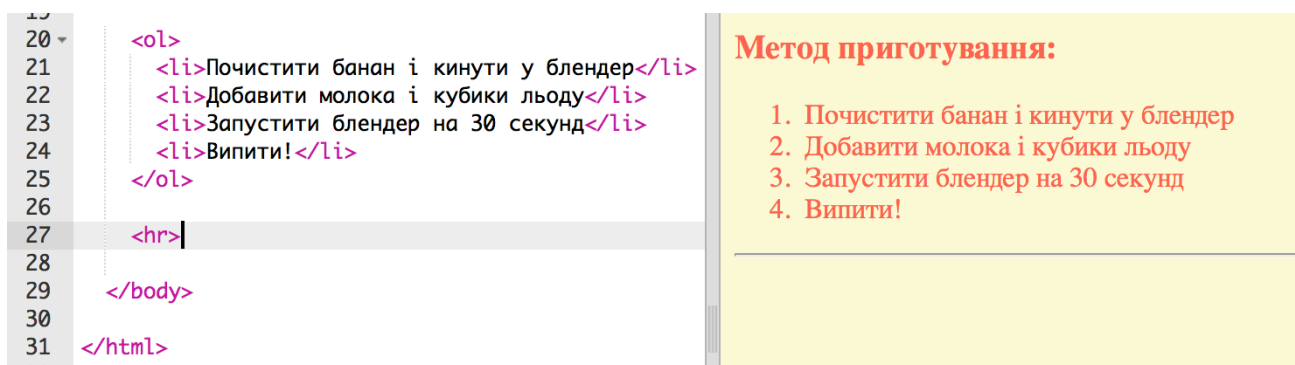 19
20 <ol>
21 <li>Почистити банан і кинути у блендер</li>
22 <li>Добавити молока і кубики льоду</li>
23 <li>Запустити блендер на 30 секунд</li>
24 <li>Випити!</li>
25 </ol>
26
27 <hr>
28
29 </body>
30
31 </html>
Метод приготування:
1. Почистити банан і кинути у блендер
2. Добавити молока і кубики льоду
3. Запустити блендер на 30 секунд
4. Випити!